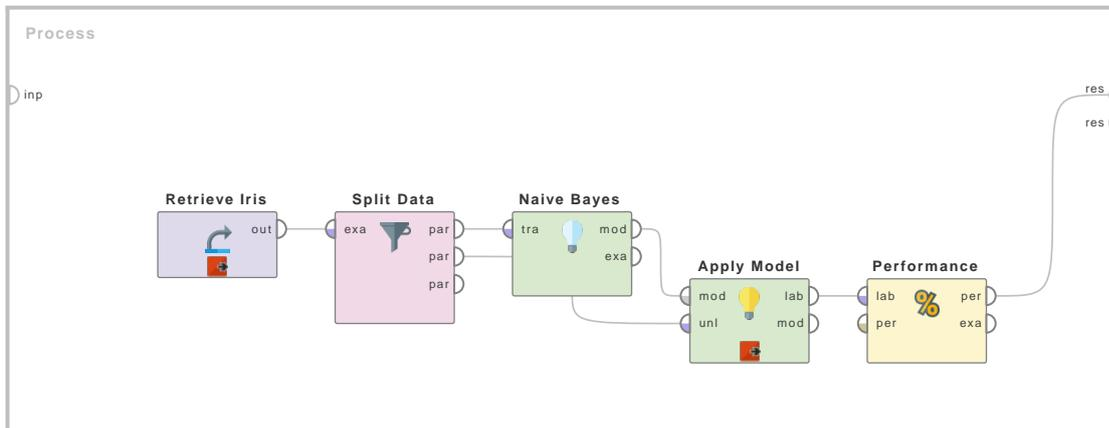 Process
inp
res
res
Retrieve Iris
Split Data
Naive Bayes
out
exa
par
tra
mod
par
exa
par
Apply Model
Performance
mod
lab
lab
per
unl
mod
per
exa
%